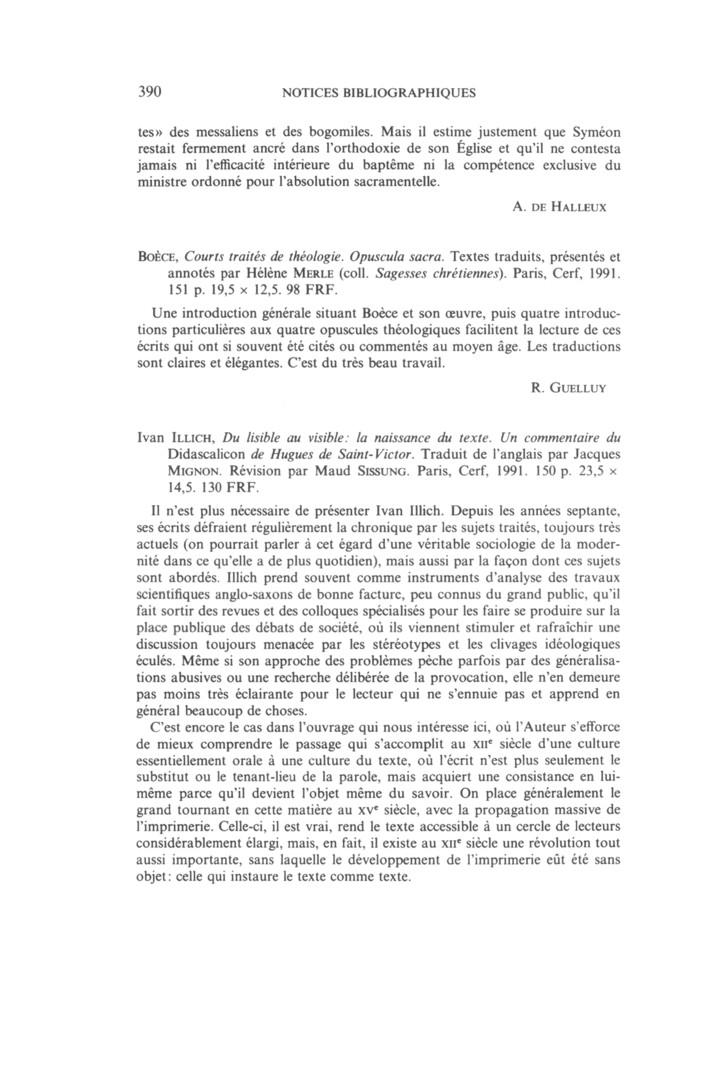 390 NOTICES BIBLIOGRAPHIQUES
tes» des messaliens et des bogomiles. Mais il estime justement que Syméon
restait fermement ancré dans l'orthodoxie de son Église et qu'il ne contesta
jamais ni l'efficacité intérieure du baptême ni la compétence exclusive du
ministre ordonné pour l'absolution sacramentelle.
A. DE HALLEUX
BOÈCE, Courts traités de théologie. Opuscula sacra. Textes traduits, présentés et
annotés par Hélène MERLE (coll. Sagesses chrétiennes). Paris, Cerf, 1991.
151 p. 19,5 × 12,5. 98 FRF.
Une introduction générale situant Boèce et son œuvre, puis quatre introduc-
tions particulières aux quatre opuscules théologiques facilitent la lecture de ces
écrits qui ont si souvent été cités ou commentés au moyen âge. Les traductions
sont claires et élégantes. C'est du très beau travail.
R. GUELLUY
Ivan ILLICH, Du lisible au visible: la naissance du texte. Un commentaire du
Didascalicon de Hugues de Saint-Victor. Traduit de l'anglais par Jacques
MIGNON. Révision par Maud SISSUNG. Paris, Cerf, 1991. 150 p. 23,5 ×
14,5. 130 FRF.
Il n'est plus nécessaire de présenter Ivan Illich. Depuis les années septante,
ses écrits défraient régulièrement la chronique par les sujets traités, toujours très
actuels (on pourrait parler à cet égard d'une véritable sociologie de la moder-
nité dans ce qu'elle a de plus quotidien), mais aussi par la façon dont ces sujets
sont abordés. Illich prend souvent comme instruments d'analyse des travaux
scientifiques anglo-saxons de bonne facture, peu connus du grand public, qu'il
fait sortir des revues et des colloques spécialisés pour les faire se produire sur la
place publique des débats de société, où ils viennent stimuler et rafraîchir une
discussion toujours menacée par les stéréotypes et les clivages idéologiques
éculés. Même si son approche des problèmes pèche parfois par des généralisa-
tions abusives ou une recherche délibérée de la provocation, elle n'en demeure
pas moins très éclairante pour le lecteur qui ne s'ennuie pas et apprend en
général beaucoup de choses.
C'est encore le cas dans l'ouvrage qui nous intéresse ici, où l'Auteur s'efforce
de mieux comprendre le passage qui s'accomplit au XIIe siècle d'une culture
essentiellement orale à une culture du texte, où l'écrit n'est plus seulement le
substitut ou le tenant-lieu de la parole, mais acquiert une consistance en lui-
même parce qu'il devient l'objet même du savoir. On place généralement le
grand tournant en cette matière au XVe siècle, avec la propagation massive de
l'imprimerie. Celle-ci, il est vrai, rend le texte accessible à un cercle de lecteurs
considérablement élargi, mais, en fait, il existe au XIIe siècle une révolution tout
aussi importante, sans laquelle le développement de l'imprimerie eût été sans
objet: celle qui instaure le texte comme texte.